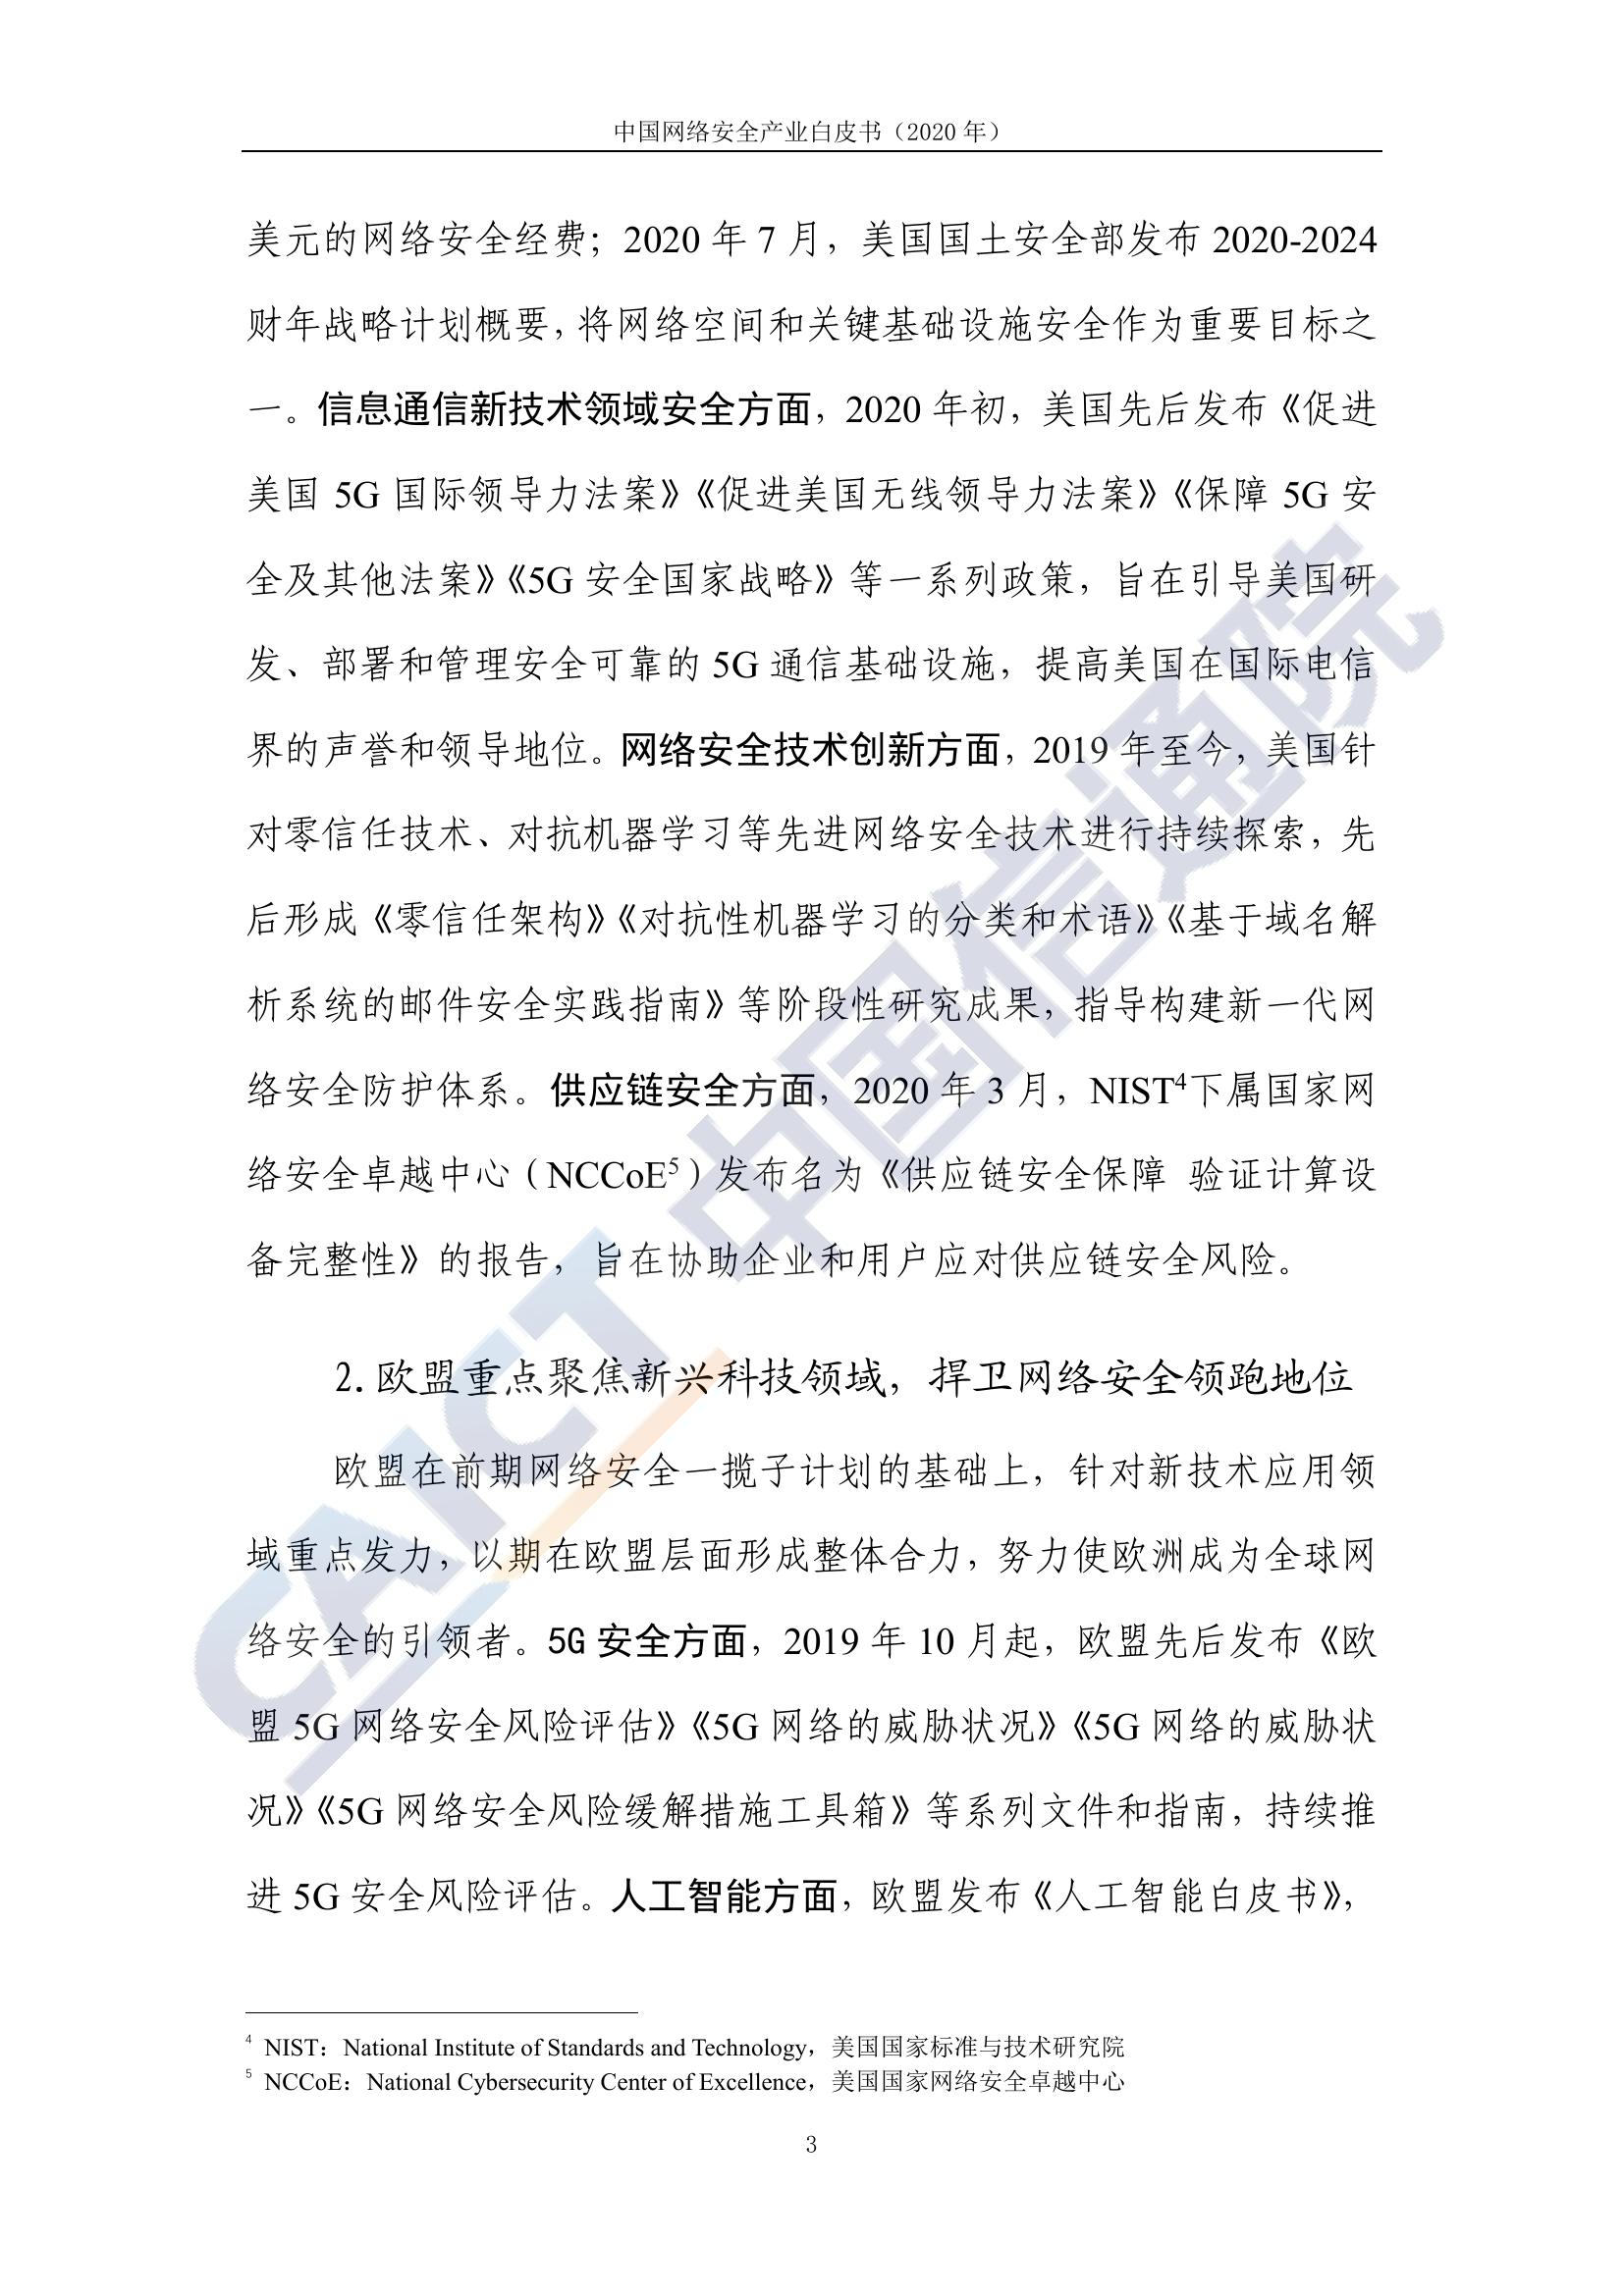 中国网络安全产业白皮书（2020 年）
美元的网络安全经费；2020 年 7 月，美国国土安全部发布 2020-2024
财年战略计划概要，将网络空间和关键基础设施安全作为重要目标之
一。信息通信新技术领域安全方面，2020 年初，美国先后发布《促进
美国 5G 国际领导力法案》《促进美国无线领导力法案》《保障 5G 安
全及其他法案》《5G 安全国家战略》等一系列政策，旨在引导美国研
发、部署和管理安全可靠的 5G 通信基础设施，提高美国在国际电信
界的声誉和领导地位。网络安全技术创新方面，2019 年至今，美国针
对零信任技术、对抗机器学习等先进网络安全技术进行持续探索，先
后形成《零信任架构》《对抗性机器学习的分类和术语》《基于域名解
析系统的邮件安全实践指南》等阶段性研究成果，指导构建新一代网
络安全防护体系。供应链安全方面，2020 年 3 月，NIST4下属国家网
络安全卓越中心（NCCoE5）发布名为《供应链安全保障 验证计算设
备完整性》的报告，旨在协助企业和用户应对供应链安全风险。
2.欧盟重点聚焦新兴科技领域，捍卫网络安全领跑地位
欧盟在前期网络安全一揽子计划的基础上，针对新技术应用领
域重点发力，以期在欧盟层面形成整体合力，努力使欧洲成为全球网
络安全的引领者。5G 安全方面，2019 年 10 月起，欧盟先后发布《欧
盟 5G 网络安全风险评估》《5G 网络的威胁状况》《5G 网络的威胁状
况》《5G 网络安全风险缓解措施工具箱》等系列文件和指南，持续推
进 5G 安全风险评估。人工智能方面，欧盟发布《人工智能白皮书》，
4 NIST：National Institute of Standards and Technology，美国国家标准与技术研究院
5 NCCoE：National Cybersecurity Center of Excellence，美国国家网络安全卓越中心
3
CAICT 中国信通院